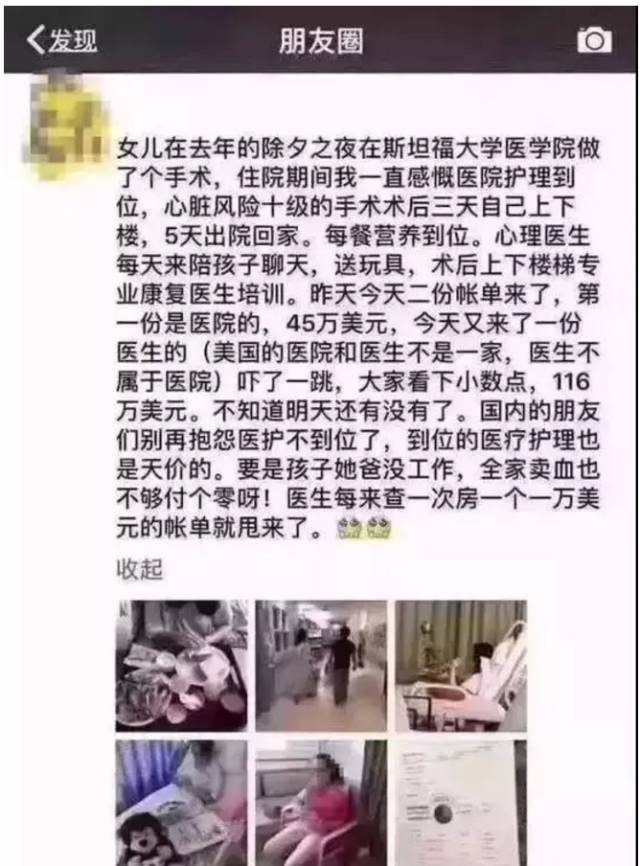 发现
朋友圈
女儿在去年的除夕之夜在斯坦福大学医学院做
了个手术，住院期间我一直感慨医院护理到
位，心脏风险十级的手术术后三天自己上下
楼，5天出院回家。每餐营养到位。心理医生
每天来陪孩子聊天，送玩具，术后上下楼梯专
业康复医生培训。昨天今天二份帐单来了，第
一份是医院的，45万美元，今天又来了一份
医生的（美国的医院和医生不是一家，医生不
属于医院）吓了一跳，大家看下小数点，116
万美元。不知道明天还有没有了。国内的朋友
们别再抱怨医护不到位了，到位的医疗护理也
是天价的。要是孩子她爸没工作，全家卖血也
不够付个零呀！医生每来查一次房一个一万美
元的帐单就甩来了。
收起